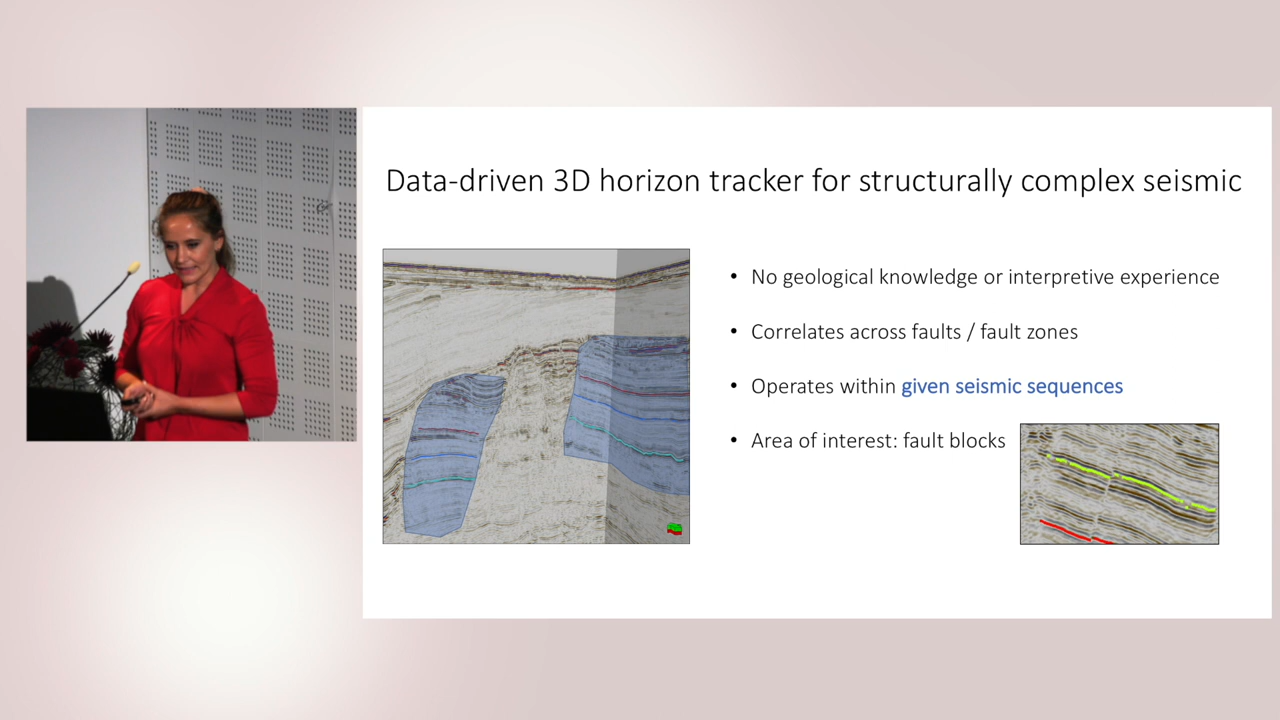 Data-driven 3D horizon tracker for structurally complex seismic
• No geological knowledge or interpretive experience
• Correlates across faults / fault zones
• Operates within given seismic sequences
• Area of interest: fault blocks